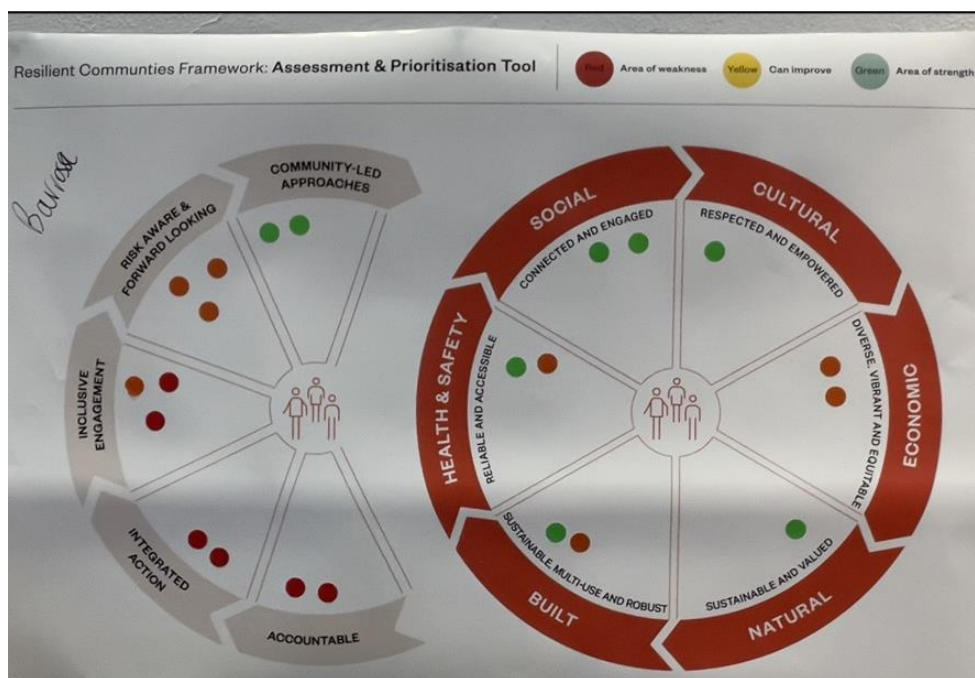 Resilient Communties Framework: Assessment & Prioritisation Tool
Red
Area of weakness
Yellow
Can improve
Green
Area of strength
Barossa
COMMUNITY-LED
APPROACHES
RISK AWARE &
FORWARD LOOKING
INCLUSIVE
ENGAGEMENT
INTEGRATED
ACTION
ACCOUNTABLE
SOCIAL
CONNECTED AND ENGAGED
CULTURAL
RESPECTED AND EMPOWERED
ECONOMIC
DIVERSE, VIBRANT AND EQUITABLE
NATURAL
SUSTAINABLE AND VALUED
BUILT
SUSTAINABLE, MULTI-USE AND ROBUST
HEALTH & SAFETY
RELIABLE AND ACCESSIBLE